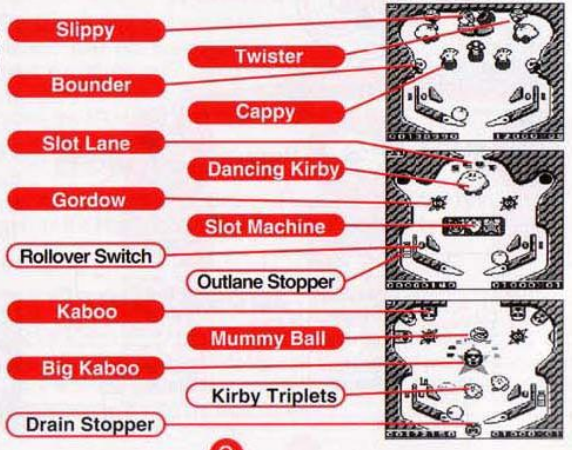 Slippy
Twister
Bounder
Cappy
Slot Lane
Dancing Kirby
Gordow
Slot Machine
Rollover Switch
Outlane Stopper
Kaboo
Mummy Ball
Big Kaboo
Kirby Triplets
Drain Stopper